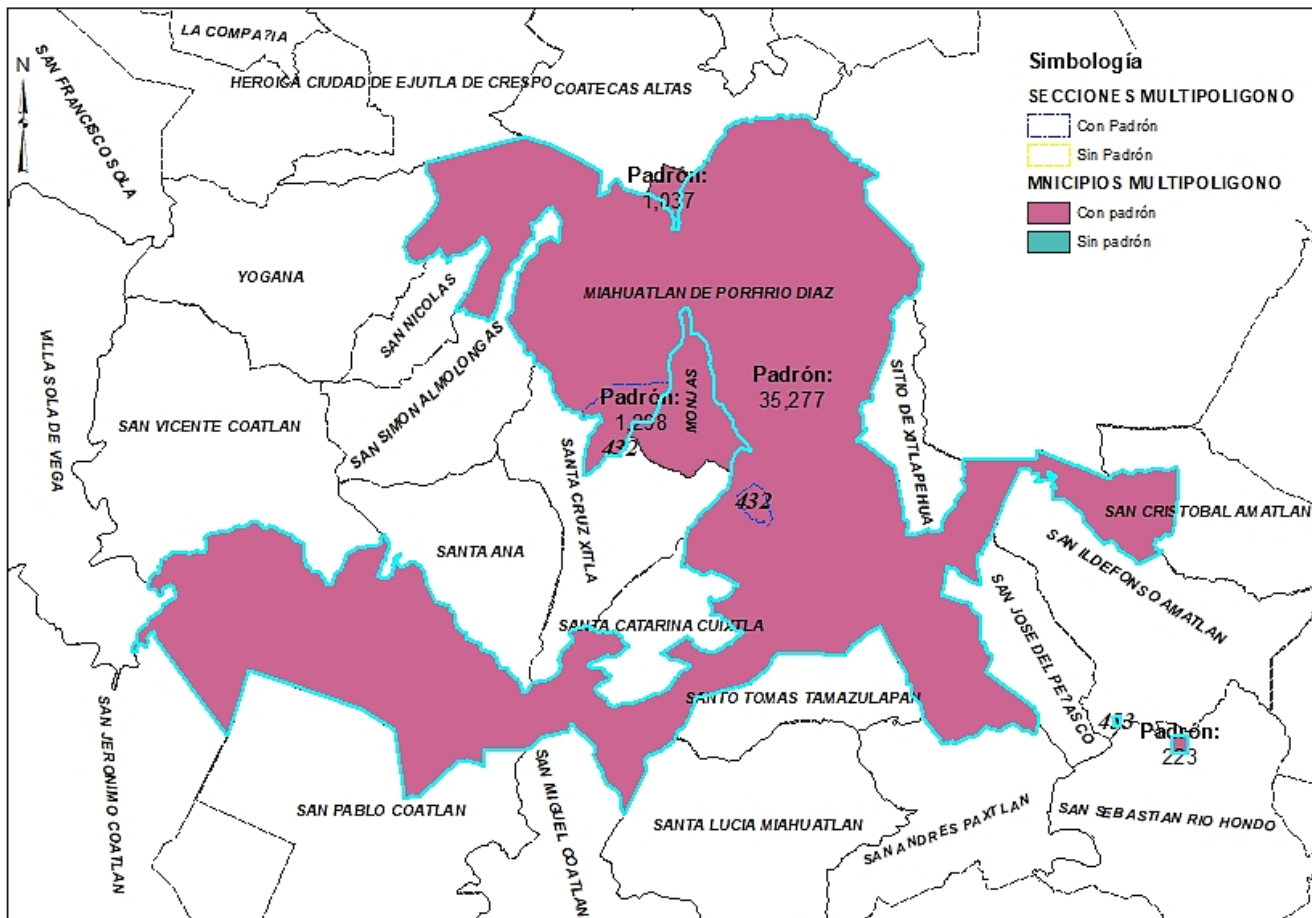 LA COMPA?IA
N
SAN FRANCISCO SOLA
HEROICA CIUDAD DE EJUTLA DE CRESPO
COATECAS ALTAS
Simbología
SECCIONES MULTIPOLIGONO
Con Padrón
Sin Padrón
MNICIPIOS MULTIPOLIGONO
Con padrón
Sin padrón
Padrón:
1,037
YOGANA
SAN NICOLAS
MIAHUATLAN DE PORFIRIO DIAZ
VILLA SOLA DE VEGA
SAN VICENTE COATLAN
SAN SIMON ALMOLONGAS
Padrón:
1,298
432
MONJAS
Padrón:
35,277
SITIO DE XITLAPEHUA
SANTA CRUZ XITLA
432
SAN CRISTOBAL AMATLAN
SANTA ANA
SAN ILDEFONSO AMATLAN
SAN JOSE DEL PE?ASCO
SANTA CATARINA CUIXTLA
SANTO TOMAS TAMAZULAPAN
SAN JERONIMO COATLAN
433
Padrón:
223
SAN PABLO COATLAN
SAN MIGUEL COATLAN
SANTA LUCIA MIAHUATLAN
SAN ANDRES PAXTLAN
SAN SEBASTIAN RIO HONDO